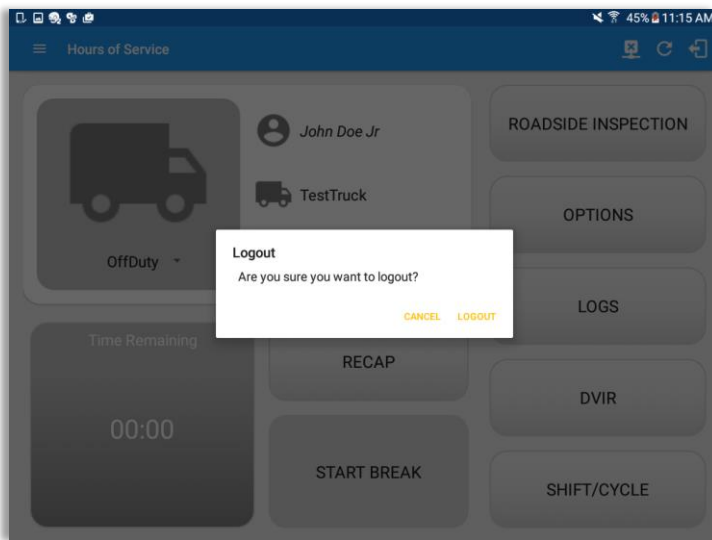 45% 11:15 AM
Hours of Service
John Doe Jr
TestTruck
OffDuty
Time Remaining
00:00
Logout
Are you sure you want to logout?
CANCEL LOGOUT
RECAP
START BREAK
ROADSIDE INSPECTION
OPTIONS
LOGS
DVIR
SHIFT/CYCLE